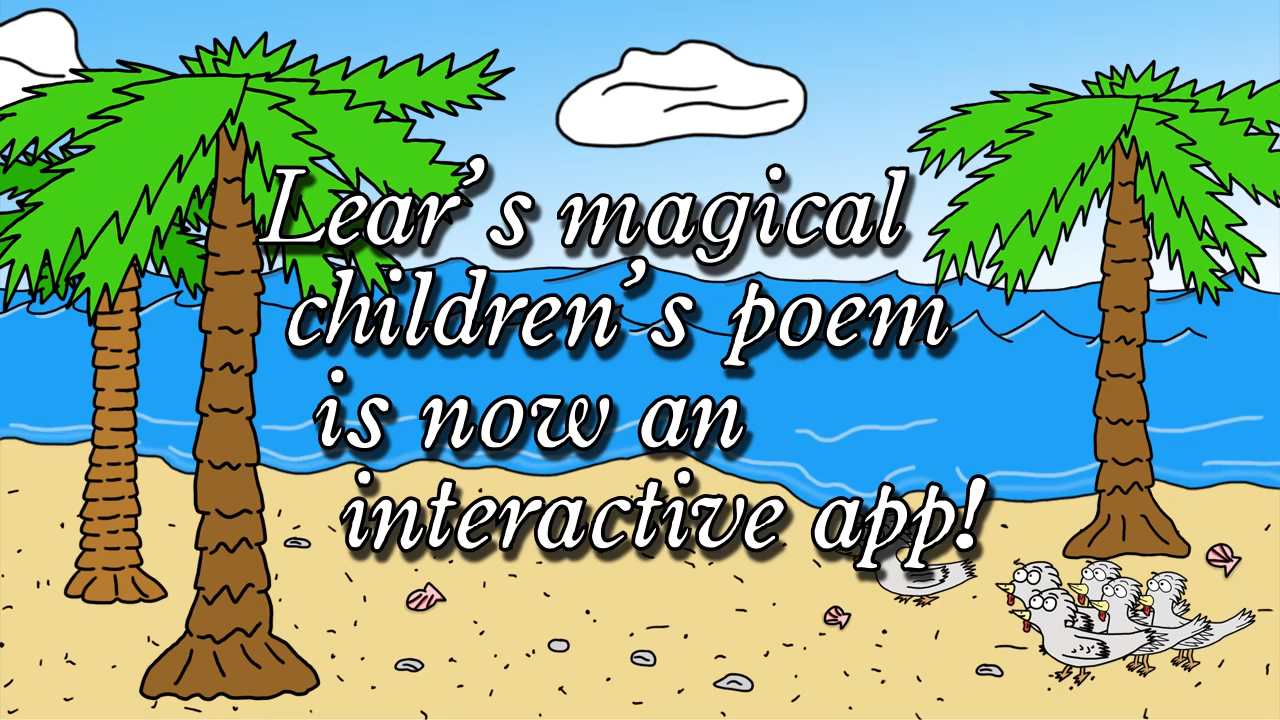 Lear's magical
children's poem
is now an
interactive app!